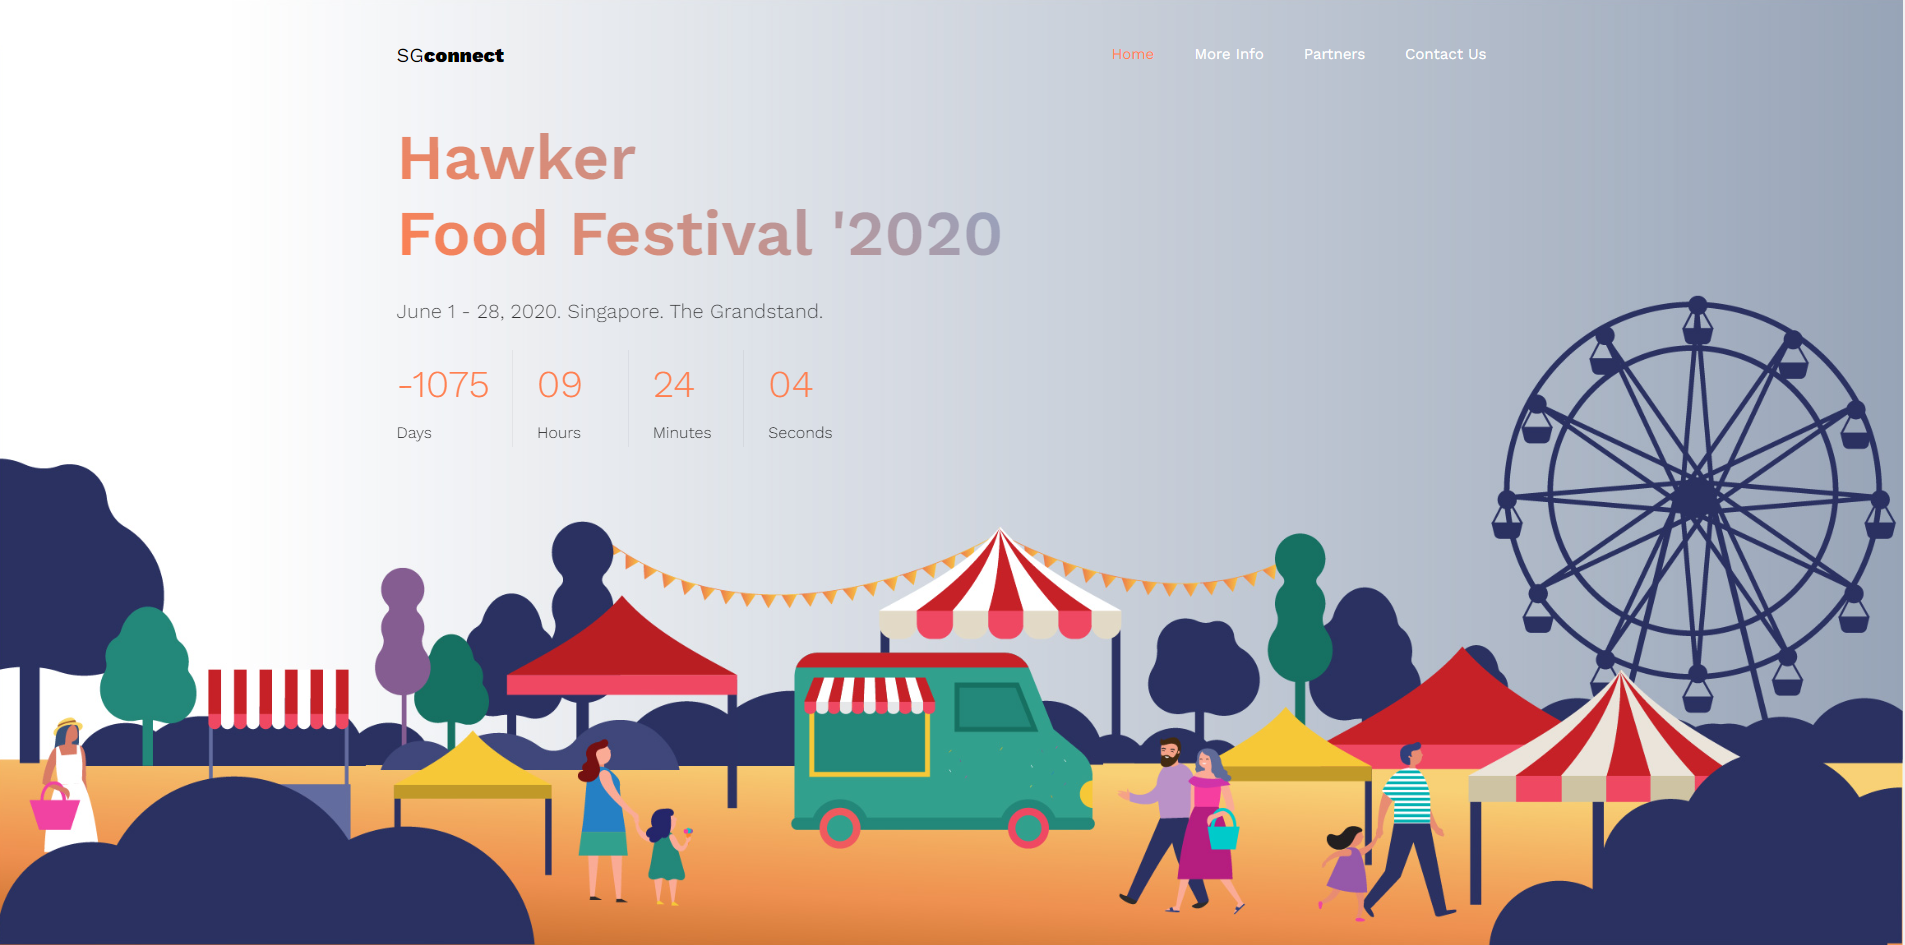 SGconnect
Home More Info Partners Contact Us
Hawker
Food Festival '2020
June 1 - 28, 2020. Singapore. The Grandstand.
-1075 09 24 04
Days Hours Minutes Seconds